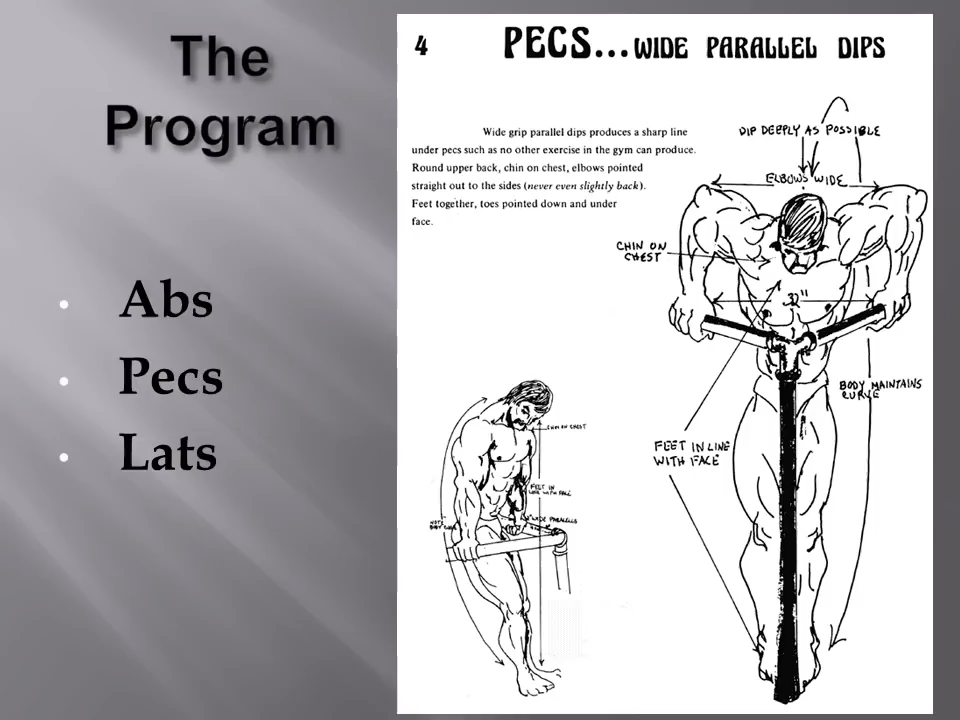 The
Program
• Abs
• Pecs
• Lats
4 PECS...WIDE PARALLEL DIPS
Wide grip parallel dips produces a sharp line
under pecs such as no other exercise in the gym can produce.
Round upper back, chin on chest, elbows pointed
straight out to the sides (never even slightly back).
Feet together, toes pointed down and under
face.
DIP DEEPLY AS POSSIBLE
ELBOWS WIDE
CHIN ON
CHEST
32"
BODY MAINTAINS
CURVE
FEET IN LINE
WITH FACE
CHIN ON CHEST
FEET IN
LINE WITH FACE
WIDE PARALLELS
NOTE
BODY